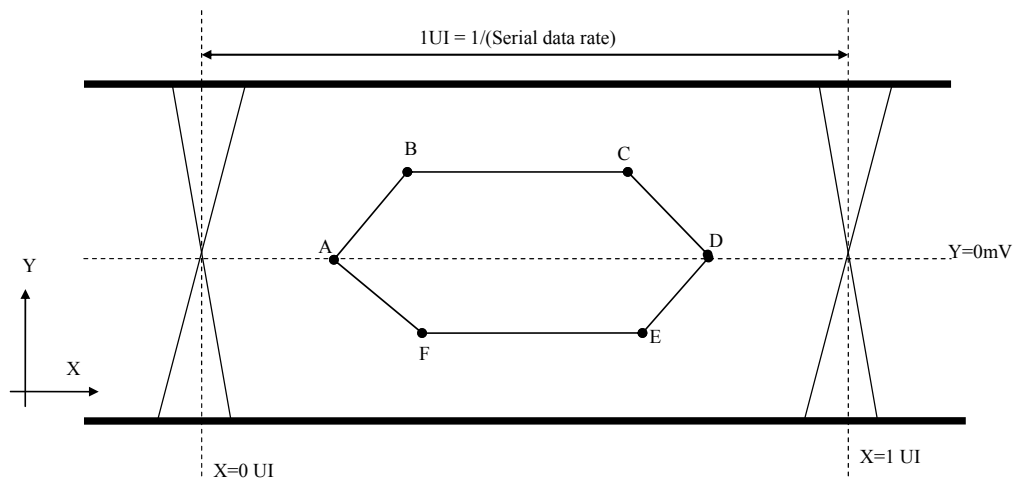 1UI = 1/(Serial data rate)
B
C
A
D
Y=0mV
Y
F
E
X
X=0 UI
X=1 UI